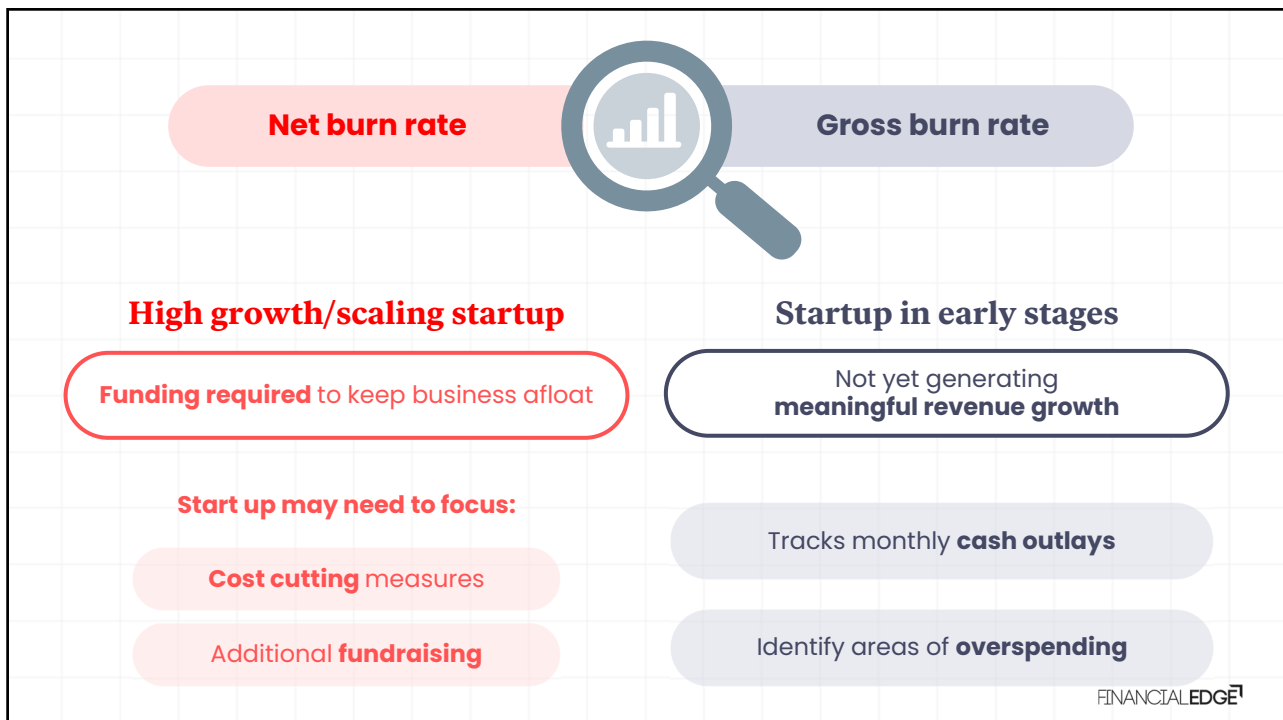 Net burn rate
Gross burn rate
High growth/scaling startup
Funding required to keep business afloat
Start up may need to focus:
Cost cutting measures
Additional fundraising
Startup in early stages
Not yet generating
meaningful revenue growth
Tracks monthly cash outlays
Identify areas of overspending
FINANCIALEDGE